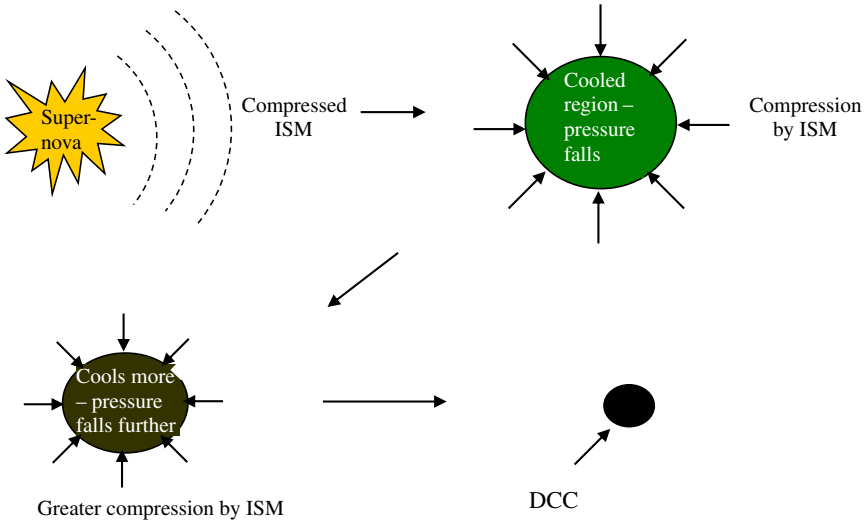 Super-
nova
Compressed
ISM
Cooled
region –
pressure
falls
Compression
by ISM
Cools more
– pressure
falls further
Greater compression by ISM
DCC